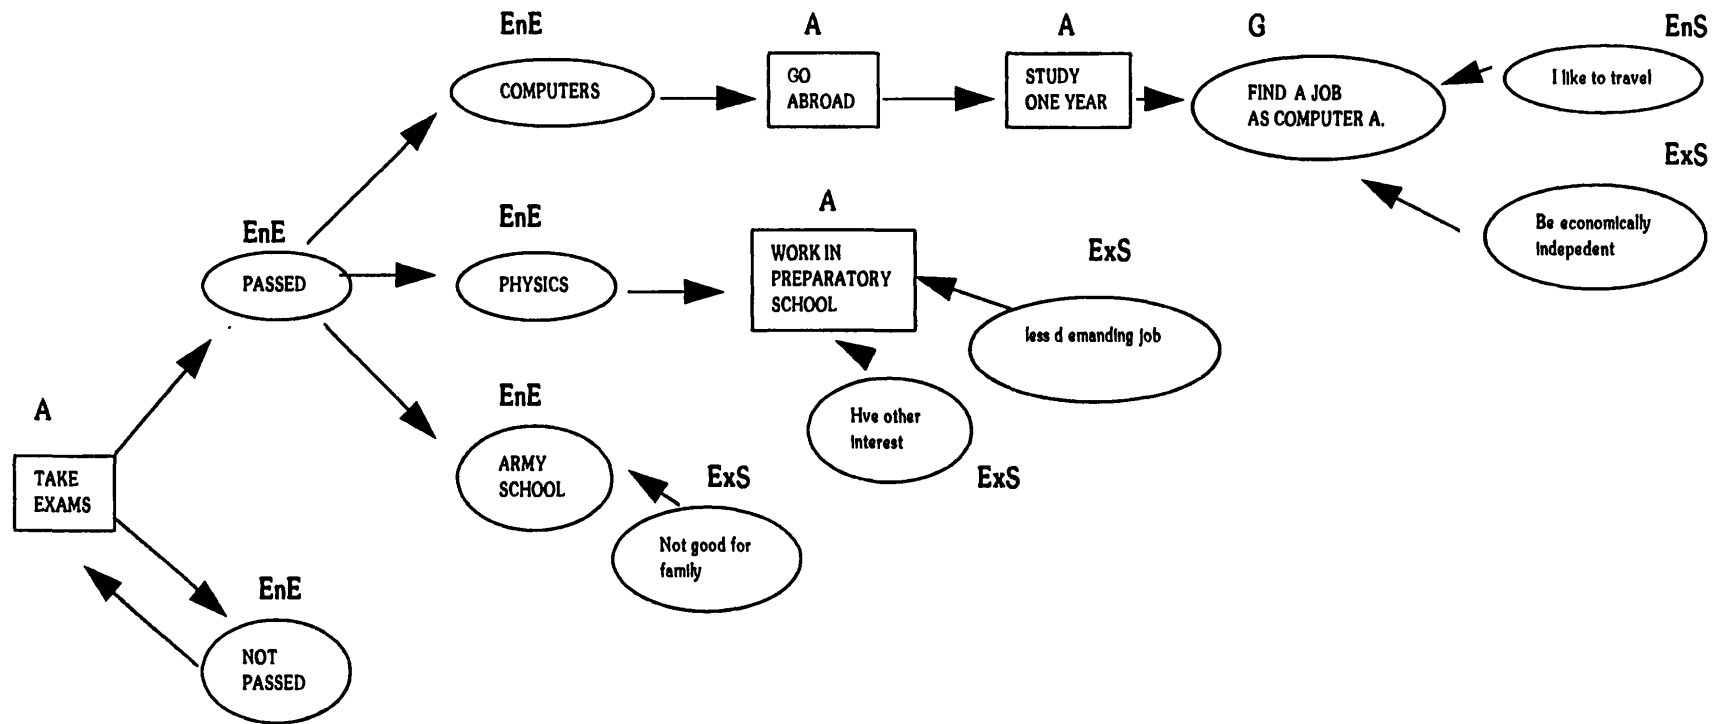 EnE
A
A
G
EnS
COMPUTERS
GO
ABROAD
STUDY
ONE YEAR
FIND A JOB
AS COMPUTER A.
I like to travel
ExS
EnE
EnE
A
Be economically
indepedent
PASSED
PHYSICS
WORK IN
PREPARATORY
SCHOOL
ExS
less d emanding job
A
EnE
Hve other
interest
ExS
TAKE
EXAMS
ARMY
SCHOOL
ExS
Not good for
family
EnE
NOT
PASSED